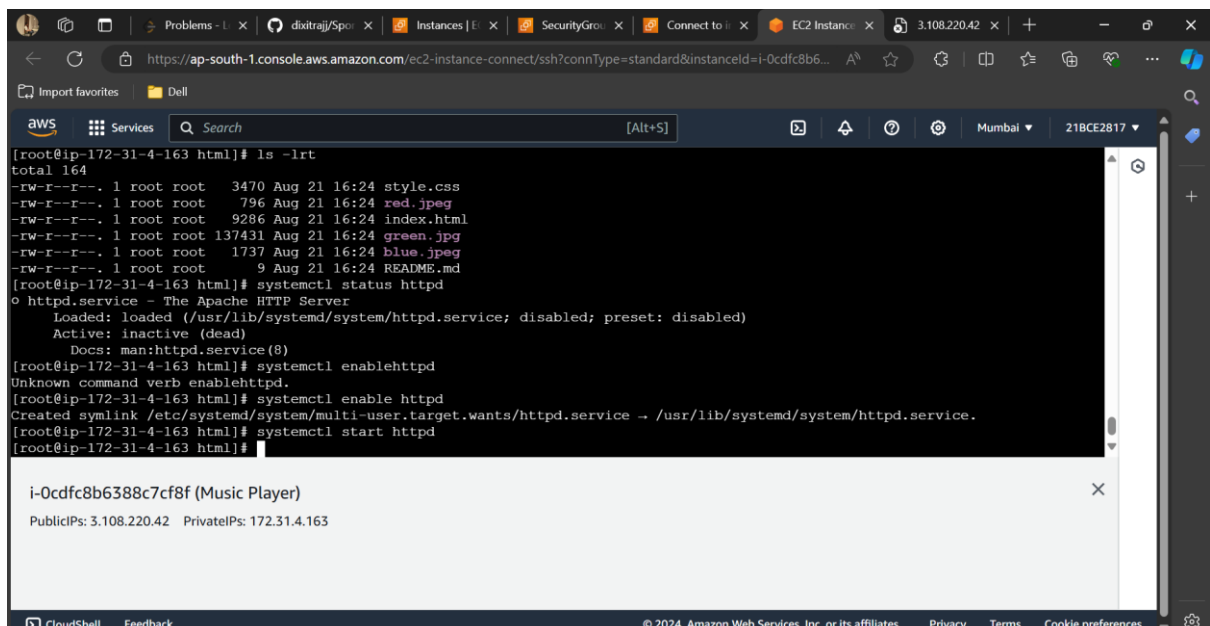 Problems - L
dixitrajj/Spor
Instances | E
SecurityGrou
Connect to i
EC2 Instance
3.108.220.42
https://ap-south-1.console.aws.amazon.com/ec2-instance-connect/ssh?connType=standard&instanceId=i-0cdfc8b6...
Import favorites Dell
aws Services Search [Alt+S] Mumbai ▼ 21BCE2817 ▼
[root@ip-172-31-4-163 html]# ls -lrt
total 164
-rw-r--r--. 1 root root 3470 Aug 21 16:24 style.css
-rw-r--r--. 1 root root 796 Aug 21 16:24 red.jpeg
-rw-r--r--. 1 root root 9286 Aug 21 16:24 index.html
-rw-r--r--. 1 root root 137431 Aug 21 16:24 green.jpg
-rw-r--r--. 1 root root 1737 Aug 21 16:24 blue.jpeg
-rw-r--r--. 1 root root 9 Aug 21 16:24 README.md
[root@ip-172-31-4-163 html]# systemctl status httpd
○ httpd.service - The Apache HTTP Server
Loaded: loaded (/usr/lib/systemd/system/httpd.service; disabled; preset: disabled)
Active: inactive (dead)
Docs: man:httpd.service(8)
[root@ip-172-31-4-163 html]# systemctl enablehttpd
Unknown command verb enablehttpd.
[root@ip-172-31-4-163 html]# systemctl enable httpd
Created symlink /etc/systemd/system/multi-user.target.wants/httpd.service → /usr/lib/systemd/system/httpd.service.
[root@ip-172-31-4-163 html]# systemctl start httpd
[root@ip-172-31-4-163 html]#
i-0cdfc8b6388c7cf8f (Music Player)
PublicIPs: 3.108.220.42 PrivateIPs: 172.31.4.163
CloudShell Feedback © 2024, Amazon Web Services, Inc. or its affiliates. Privacy Terms Cookie preferences